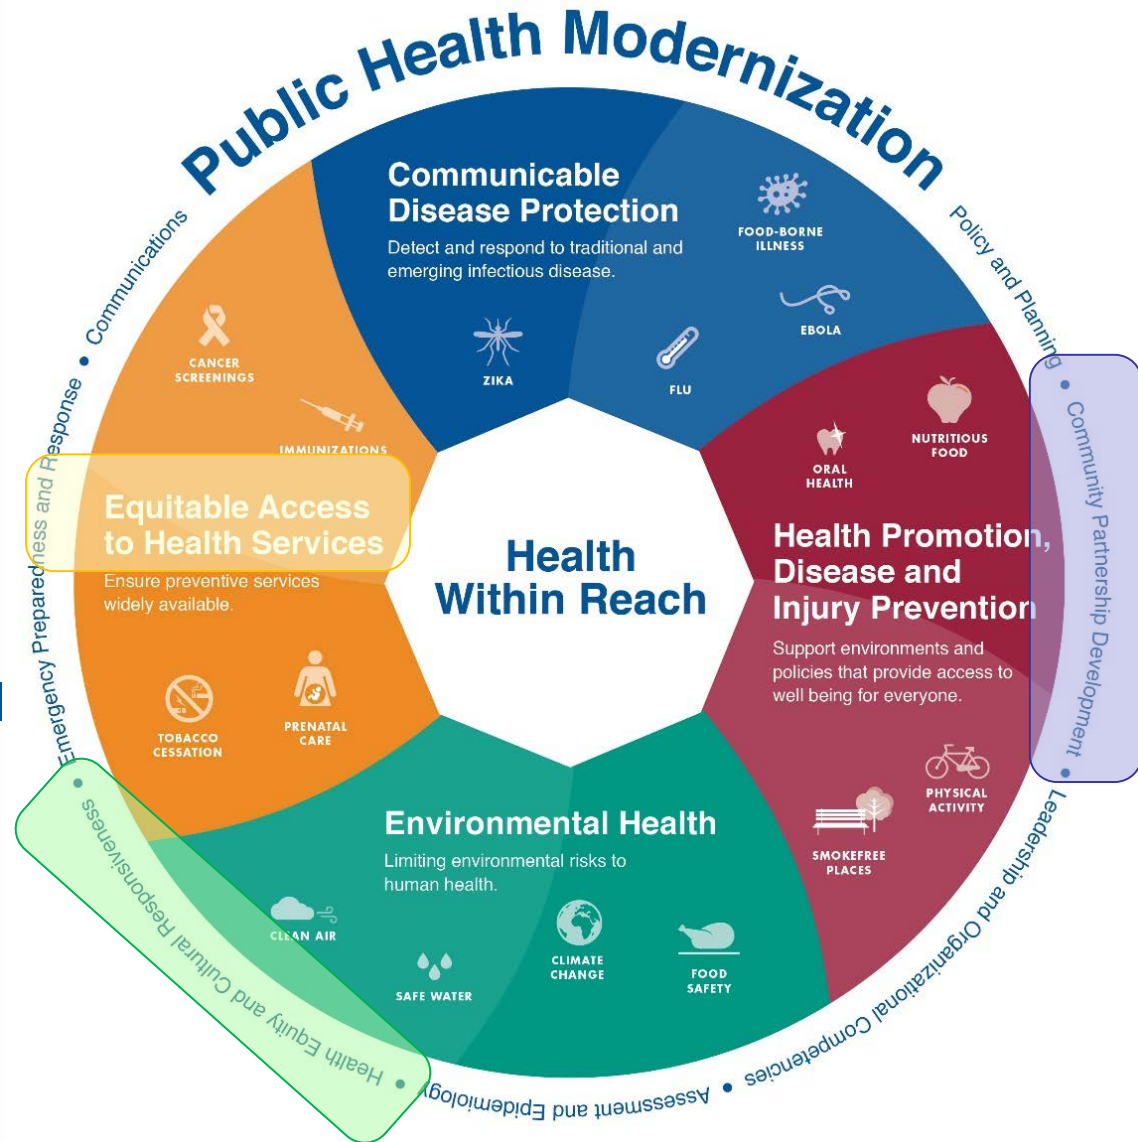 Public Health Modernization
Communicable
Disease Protection
Detect and respond to traditional and
emerging infectious disease.
ZIKA
FLU
FOOD-BORNE
ILLNESS
EBOLA
NUTRITIOUS
FOOD
ORAL
HEALTH
Health Promotion,
Disease and
Injury Prevention
Support environments and
policies that provide access to
well being for everyone.
PHYSICAL
ACTIVITY
SMOKEFREE
PLACES
Environmental Health
Limiting environmental risks to
human health.
CLEAN AIR
SAFE WATER
CLIMATE
CHANGE
FOOD
SAFETY
CANCER
SCREENINGS
IMMUNIZATIONS
Equitable Access
to Health Services
Ensure preventive services
widely available.
TOBACCO
CESSATION
PRENATAL
CARE
Health
Within Reach
Policy and Planning • Community Partnership Development • Leadership and Organizational Competencies • Assessment and Epidemiology • Health Equity and Cultural Responsiveness • Emergency Preparedness and Response • Communications